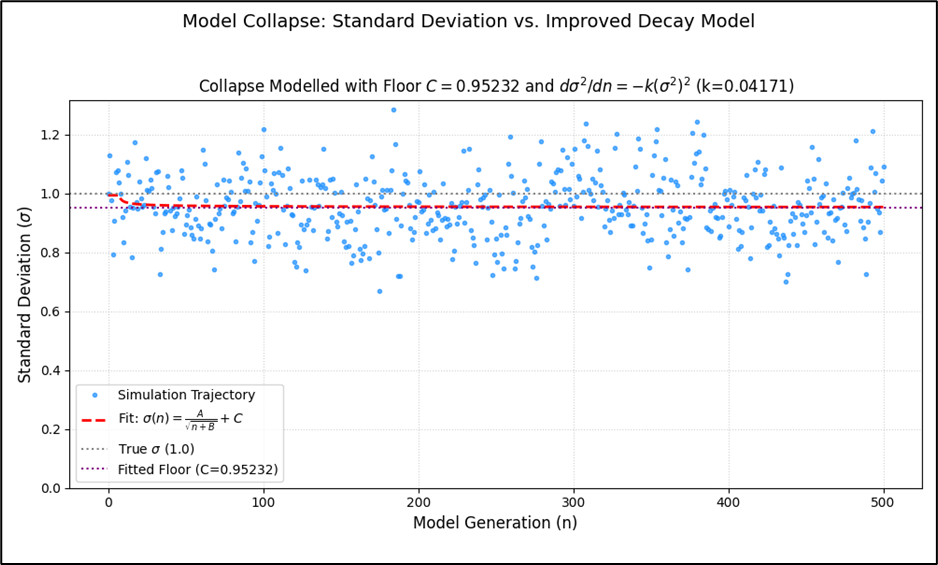 Model Collapse: Standard Deviation vs. Improved Decay Model
Collapse Modelled with Floor C = 0.95232 and dσ²/dn = −k(σ²)² (k=0.04171)
Standard Deviation (σ)
1.2
1.0
0.8
0.6
0.4
0.2
0.0
Simulation Trajectory
Fit: σ(n) = A/√(n+B) + C
True σ (1.0)
Fitted Floor (C=0.95232)
0 100 200 300 400 500
Model Generation (n)